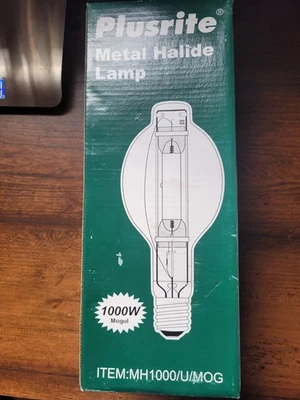 Plusrite®
Metal Halide
Lamp
1000W
Mogul
ITEM:MH1000/U/MOG